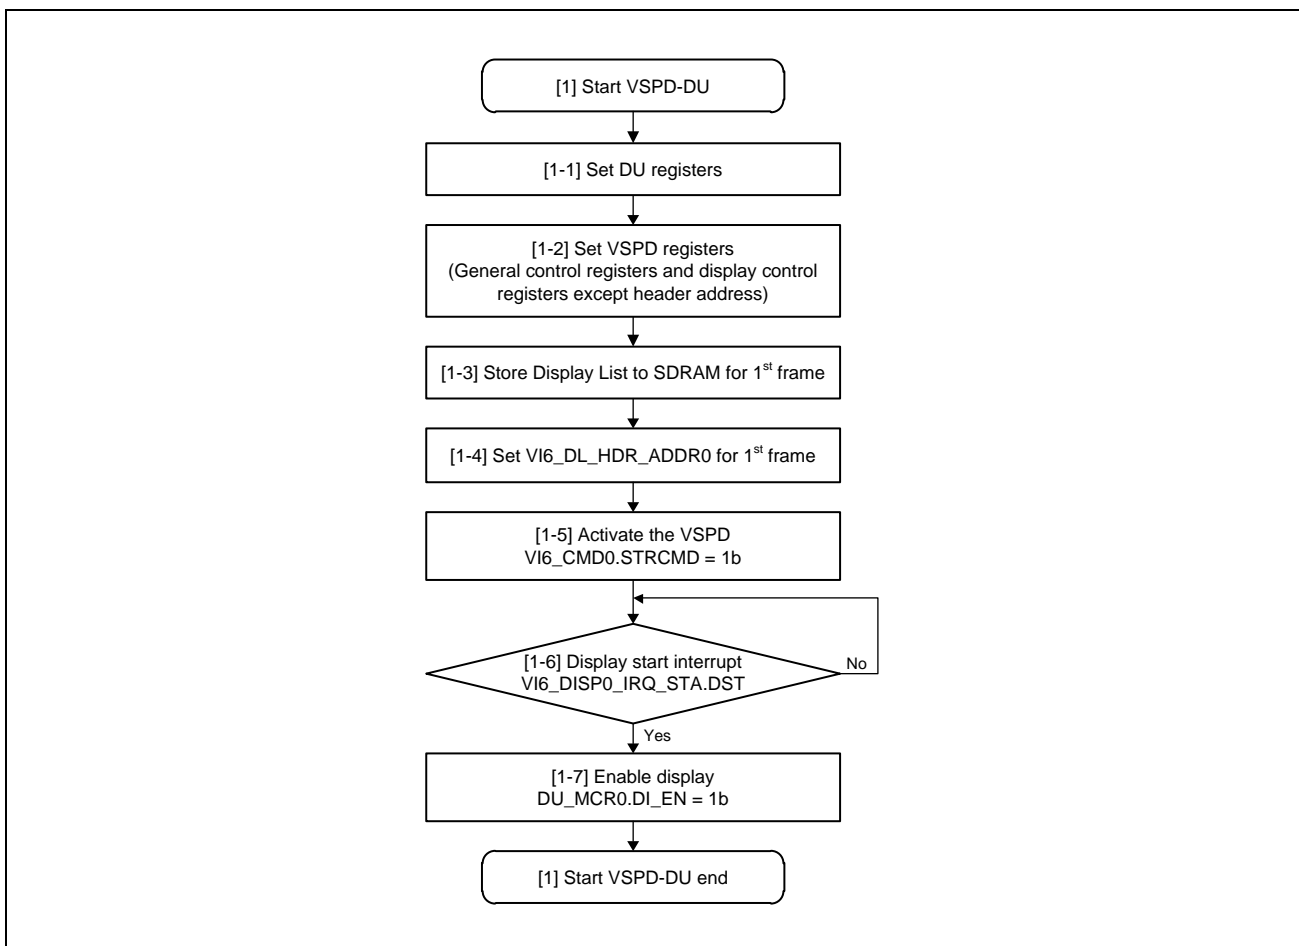 [1] Start VSPD-DU
[1-1] Set DU registers
[1-2] Set VSPD registers
(General control registers and display control
registers except header address)
[1-3] Store Display List to SDRAM for 1st frame
[1-4] Set VI6_DL_HDR_ADDR0 for 1st frame
[1-5] Activate the VSPD
VI6_CMD0.STRCMD = 1b
[1-6] Display start interrupt
VI6_DISP0_IRQ_STA.DST
No
Yes
[1-7] Enable display
DU_MCR0.DI_EN = 1b
[1] Start VSPD-DU end